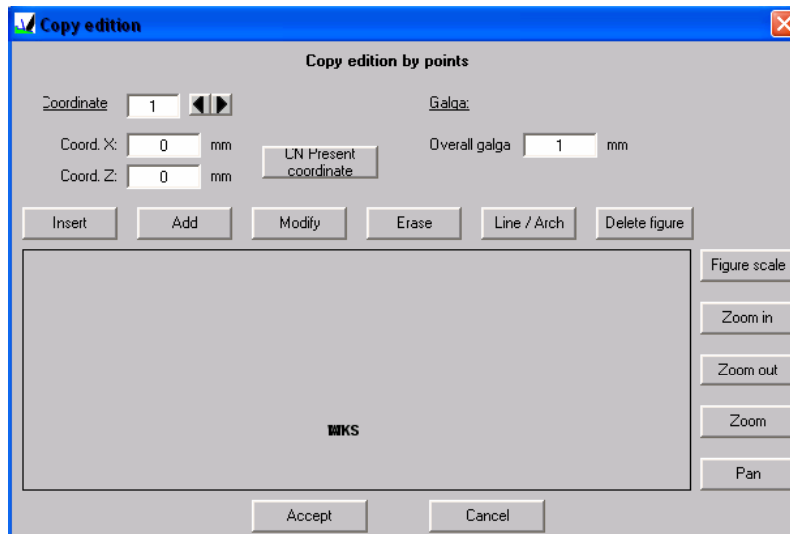 Copy edition
Copy edition by points
Coordinate 1
Galga:
Coord. X: 0 mm
CN Present
coordinate
Overall galga 1 mm
Coord. Z: 0 mm
Insert Add Modify Erase Line / Arch Delete figure
Figure scale
Zoom in
Zoom out
Zoom
Pan
Accept Cancel